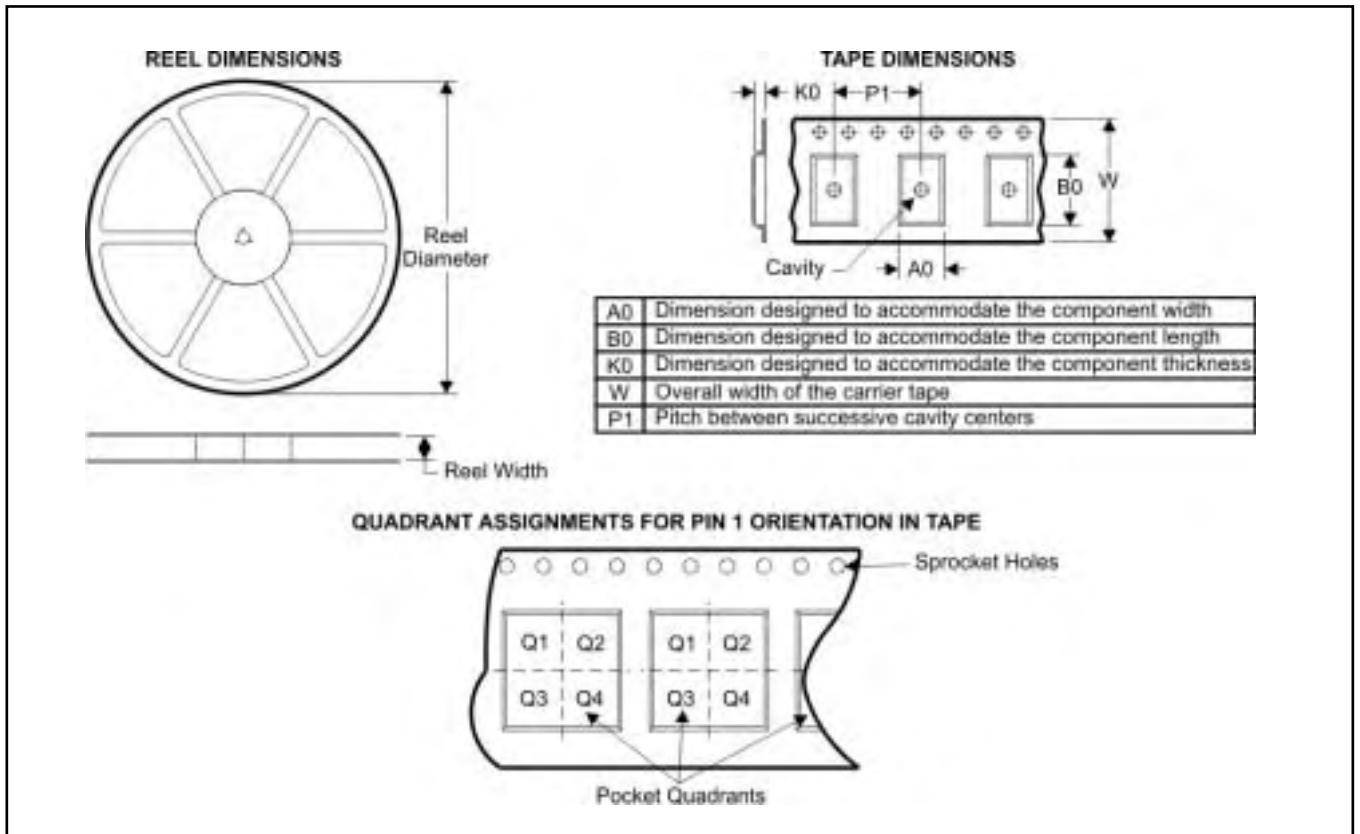 REEL DIMENSIONS
Reel
Diameter
Reel Width
TAPE DIMENSIONS
K0
P1
B0
W
Cavity
A0
A0 Dimension designed to accommodate the component width
B0 Dimension designed to accommodate the component length
K0 Dimension designed to accommodate the component thickness
W Overall width of the carrier tape
P1 Pitch between successive cavity centers
QUADRANT ASSIGNMENTS FOR PIN 1 ORIENTATION IN TAPE
Sprocket Holes
Q1 Q2 Q1 Q2
Q3 Q4 Q3 Q4
Pocket Quadrants